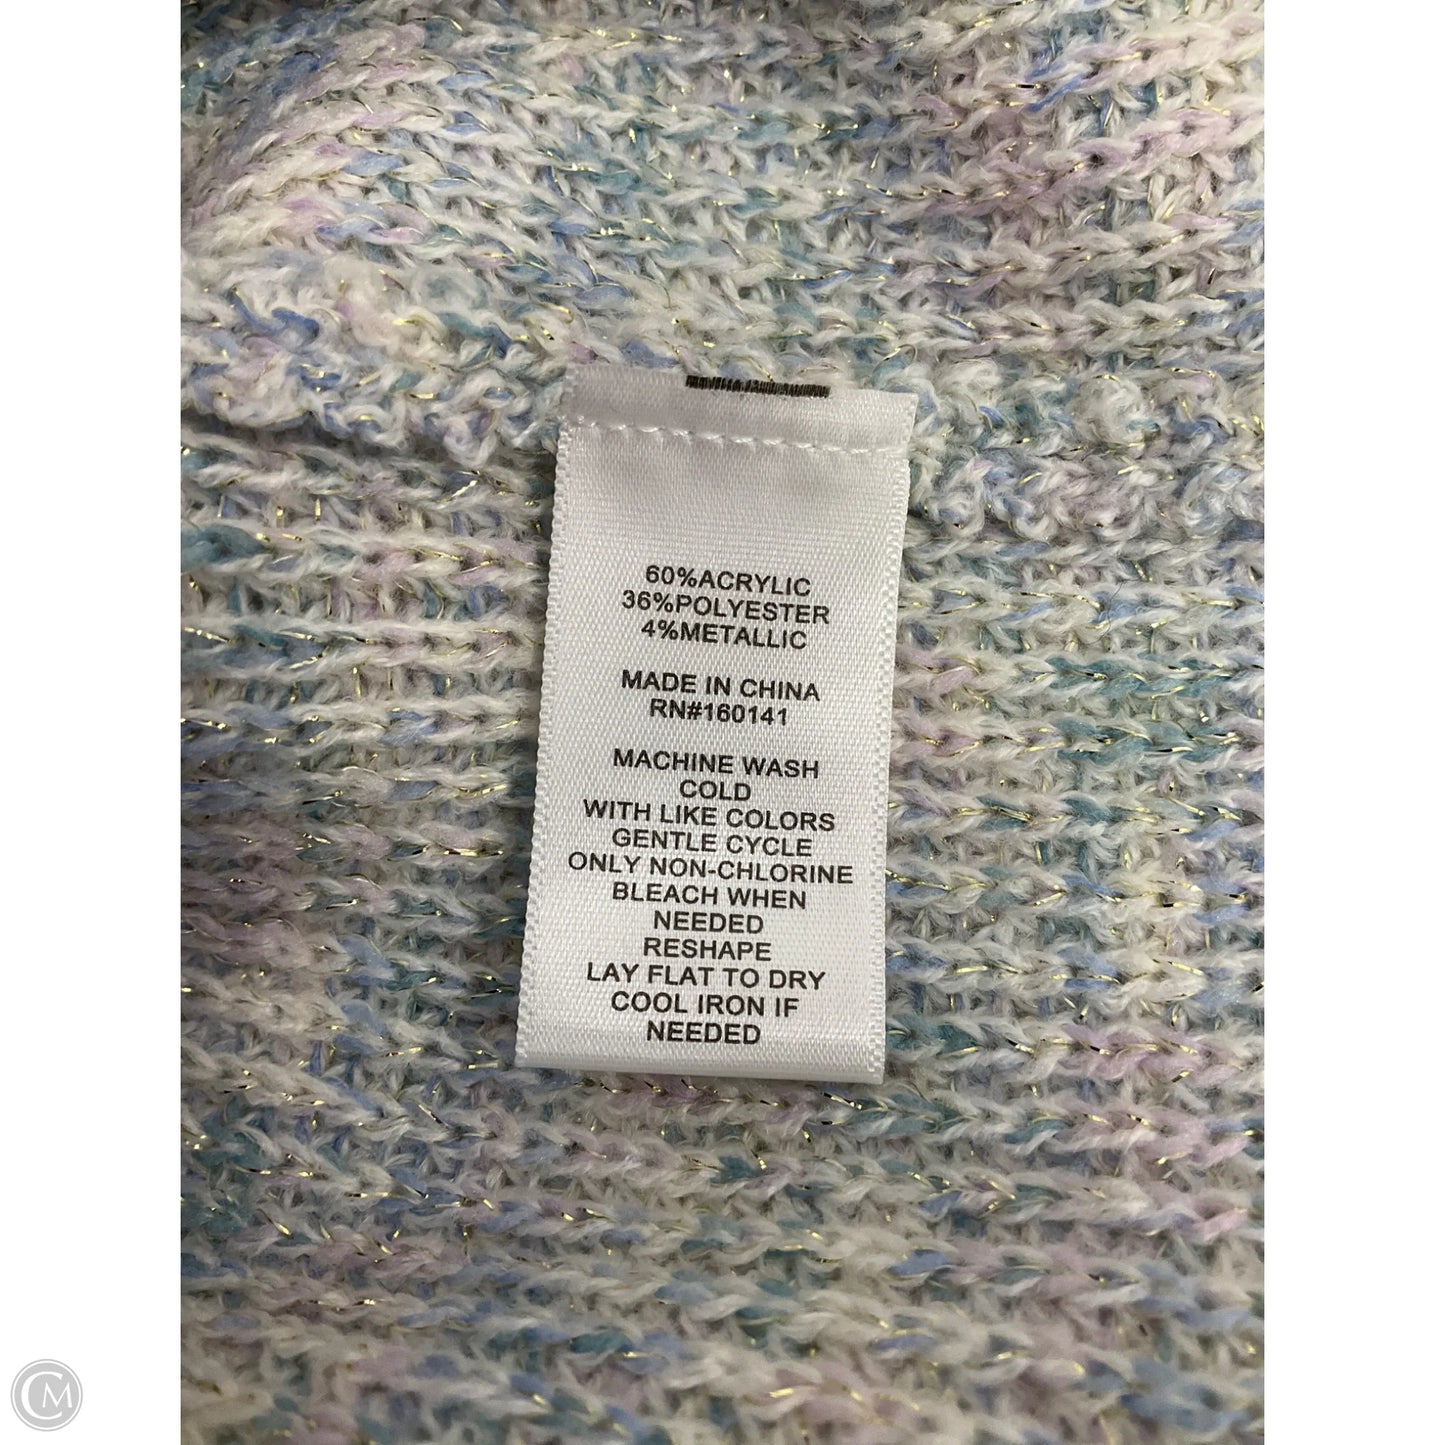 60%ACRYLIC
36%POLYESTER
4%METALLIC
MADE IN CHINA
RN#160141
MACHINE WASH
COLD
WITH LIKE COLORS
GENTLE CYCLE
ONLY NON-CHLORINE
BLEACH WHEN
NEEDED
RESHAPE
LAY FLAT TO DRY
COOL IRON IF
NEEDED
CM